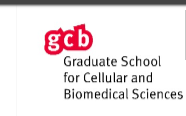 gcb
Graduate School
for Cellular and
Biomedical Sciences